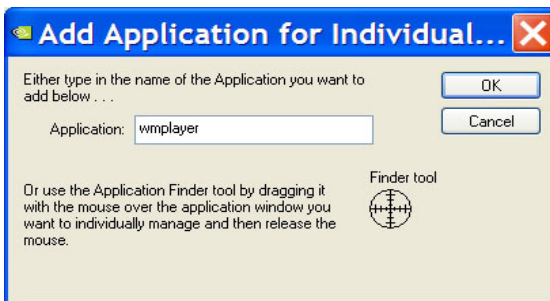 Add Application for Individual...
Either type in the name of the Application you want to
add below . . .
OK
Application: wmplayer
Cancel
Or use the Application Finder tool by dragging it
with the mouse over the application window you
want to individually manage and then release the
mouse.
Finder tool